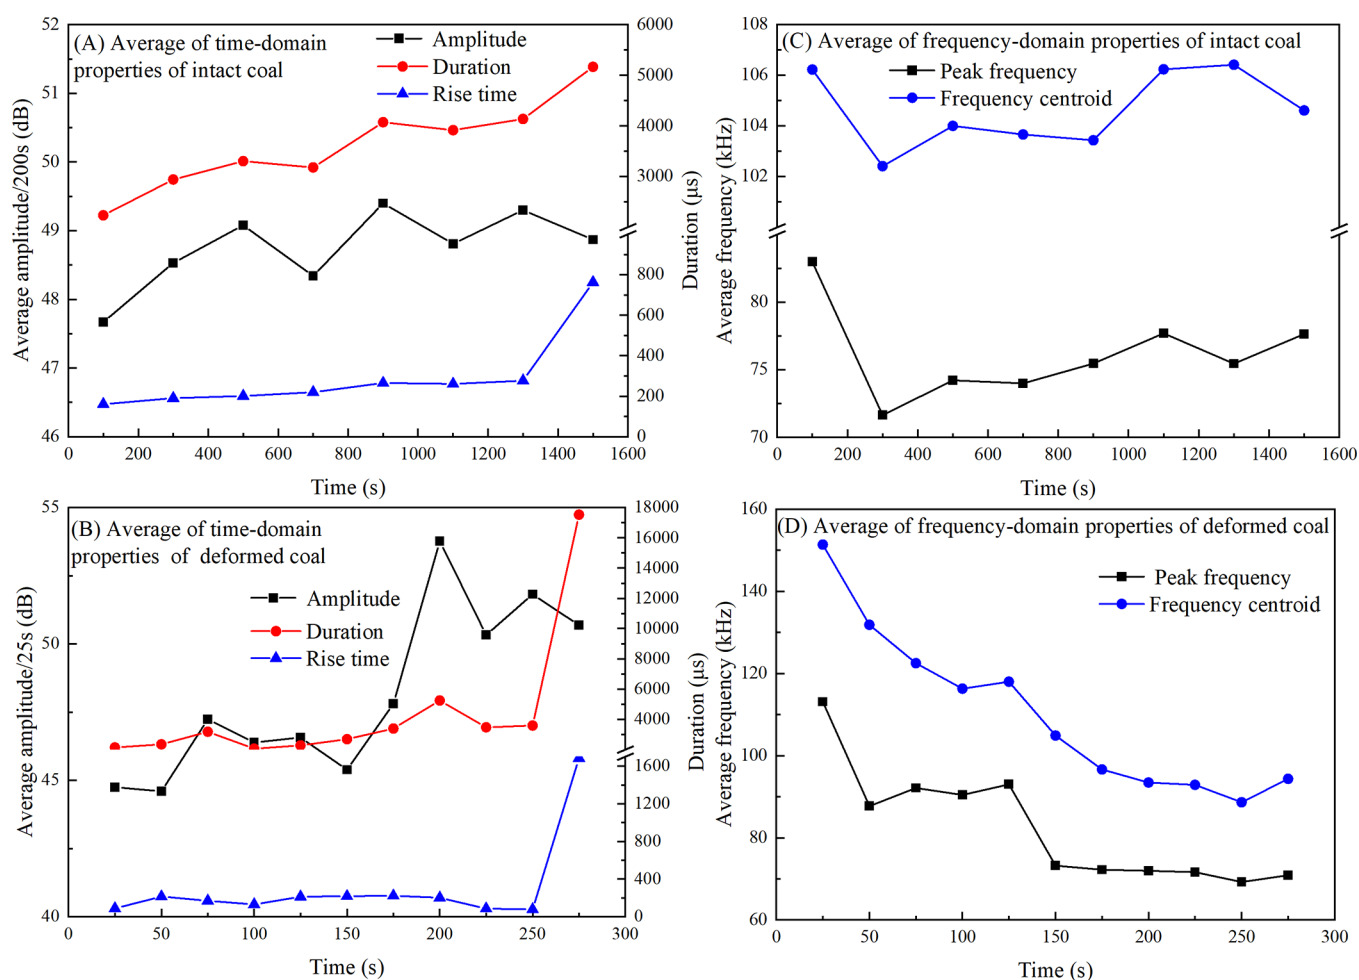 (A) Average of time-domain
properties of intact coal
Amplitude
Duration
Rise time
Average amplitude/200s (dB)
52
51
50
49
48
47
46
Duration (μs)
6000
5000
4000
3000
800
600
400
200
0
0 200 400 600 800 1000 1200 1400 1600
Time (s)
(C) Average of frequency-domain properties of intact coal
Peak frequency
Frequency centroid
Average frequency (kHz)
108
106
104
102
80
75
70
0 200 400 600 800 1000 1200 1400 1600
Time (s)
(B) Average of time-domain
properties of deformed coal
Amplitude
Duration
Rise time
Average amplitude/25s (dB)
55
50
45
40
Duration (μs)
18000
16000
14000
12000
10000
8000
6000
4000
1600
1200
800
400
0
0 50 100 150 200 250 300
Time (s)
(D) Average of frequency-domain properties of deformed coal
Peak frequency
Frequency centroid
Average frequency (kHz)
160
140
120
100
80
60
0 50 100 150 200 250 300
Time (s)